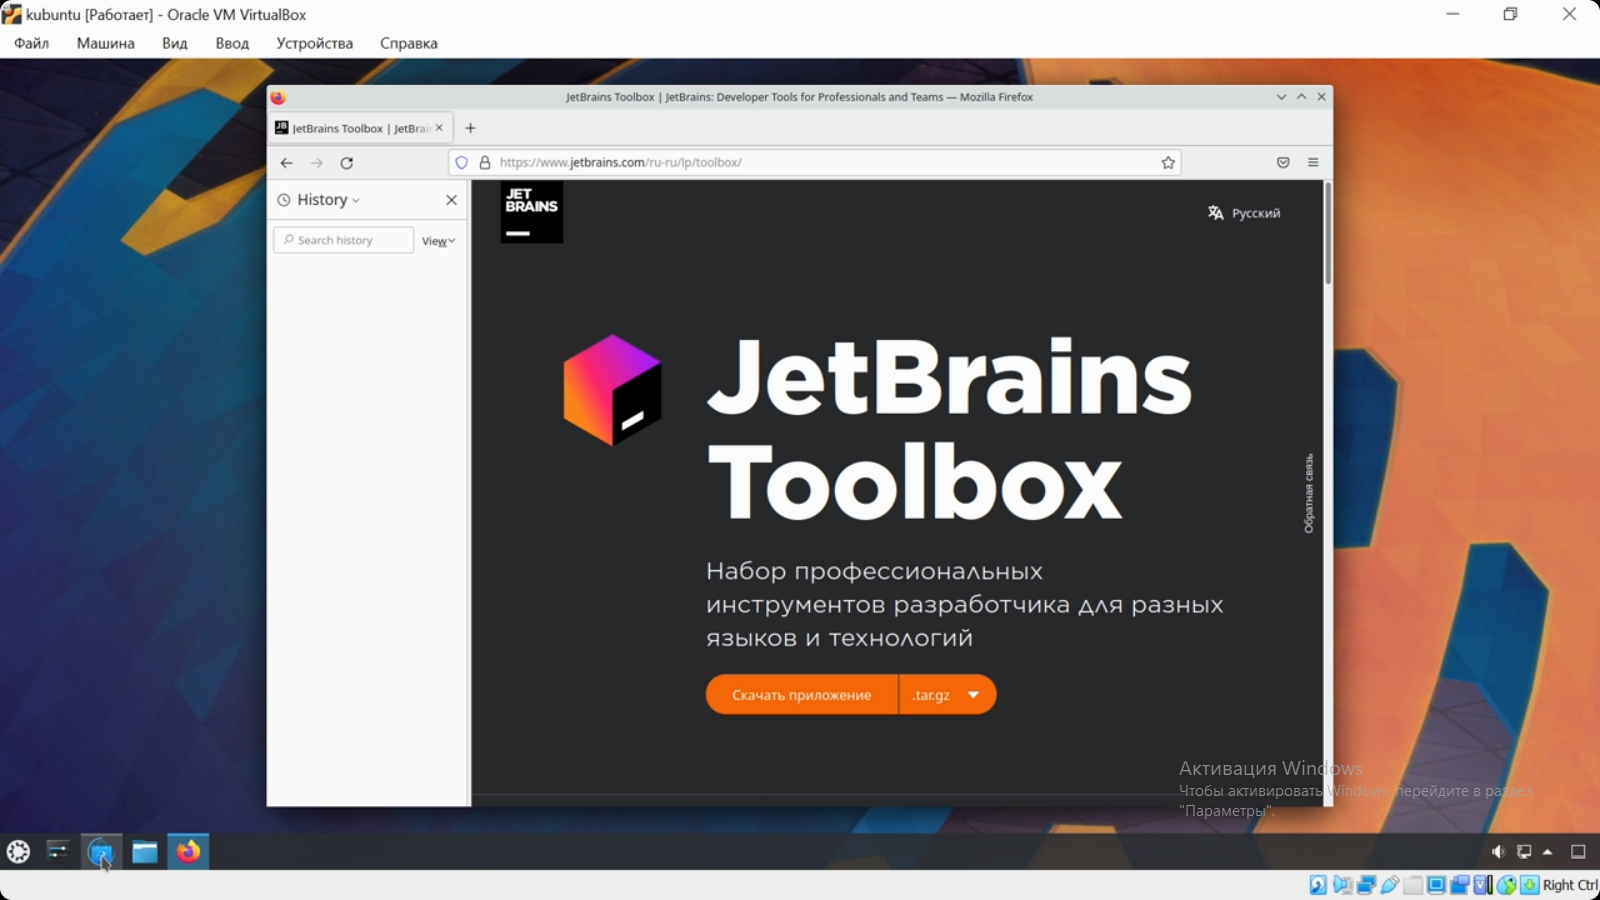 kubuntu [Работает] - Oracle VM VirtualBox
Файл Машина Вид Ввод Устройства Справка
JetBrains Toolbox | JetBrains: Developer Tools for Professionals and Teams — Mozilla Firefox
JB JetBrains Toolbox | JetBrai
https://www.jetbrains.com/ru-ru/lp/toolbox/
History
Search history View
JET
BRAINS
Русский
JetBrains
Toolbox
Обратная связь
Набор профессиональных
инструментов разработчика для разных
языков и технологий
Скачать приложение .tar.gz
Активация Windows
Чтобы активировать Windows, перейдите в раздел
"Параметры".
Right Ctrl